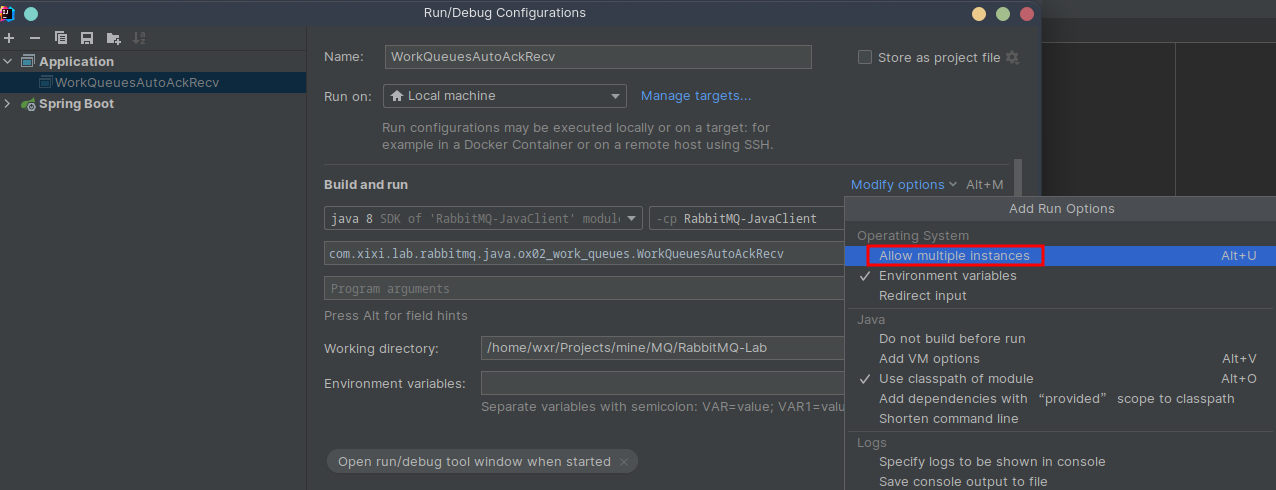 Run/Debug Configurations
Application
WorkQueuesAutoAckRecv
Spring Boot
Name:
WorkQueuesAutoAckRecv
Store as project file
Run on:
Local machine
Manage targets...
Run configurations may be executed locally or on a target: for
example in a Docker Container or on a remote host using SSH.
Build and run
Modify options
Alt+M
java 8 SDK of 'RabbitMQ-JavaClient' module
-cp RabbitMQ-JavaClient
com.xixi.lab.rabbitmq.java.ox02_work_queues.WorkQueuesAutoAckRecv
Program arguments
Press Alt for field hints
Working directory:
/home/wxr/Projects/mine/MQ/RabbitMQ-Lab
Environment variables:
Separate variables with semicolon: VAR=value; VAR1=valu
Open run/debug tool window when started
Add Run Options
Operating System
Allow multiple instances Alt+U
Environment variables
Redirect input
Java
Do not build before run
Add VM options Alt+V
Use classpath of module Alt+O
Add dependencies with “provided” scope to classpath
Shorten command line
Logs
Specify logs to be shown in console
Save console output to file